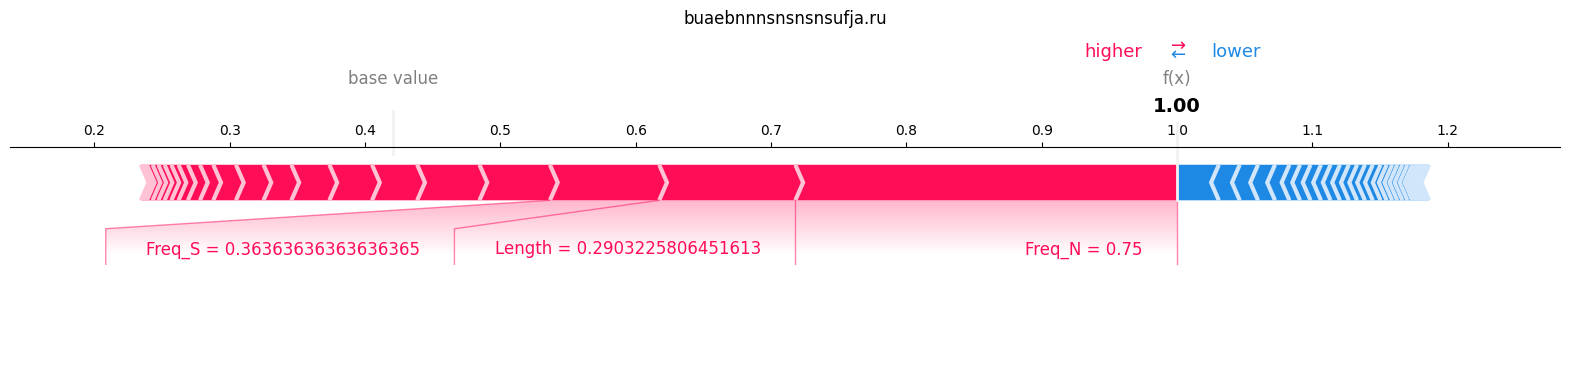 buaebnnnsnsnsnsufja.ru
higher → ← lower
base value f(x)
1.00
0.2 0.3 0.4 0.5 0.6 0.7 0.8 0.9 1 0 1.1 1.2
Freq_S = 0.36363636363636365 Length = 0.2903225806451613 Freq_N = 0.75